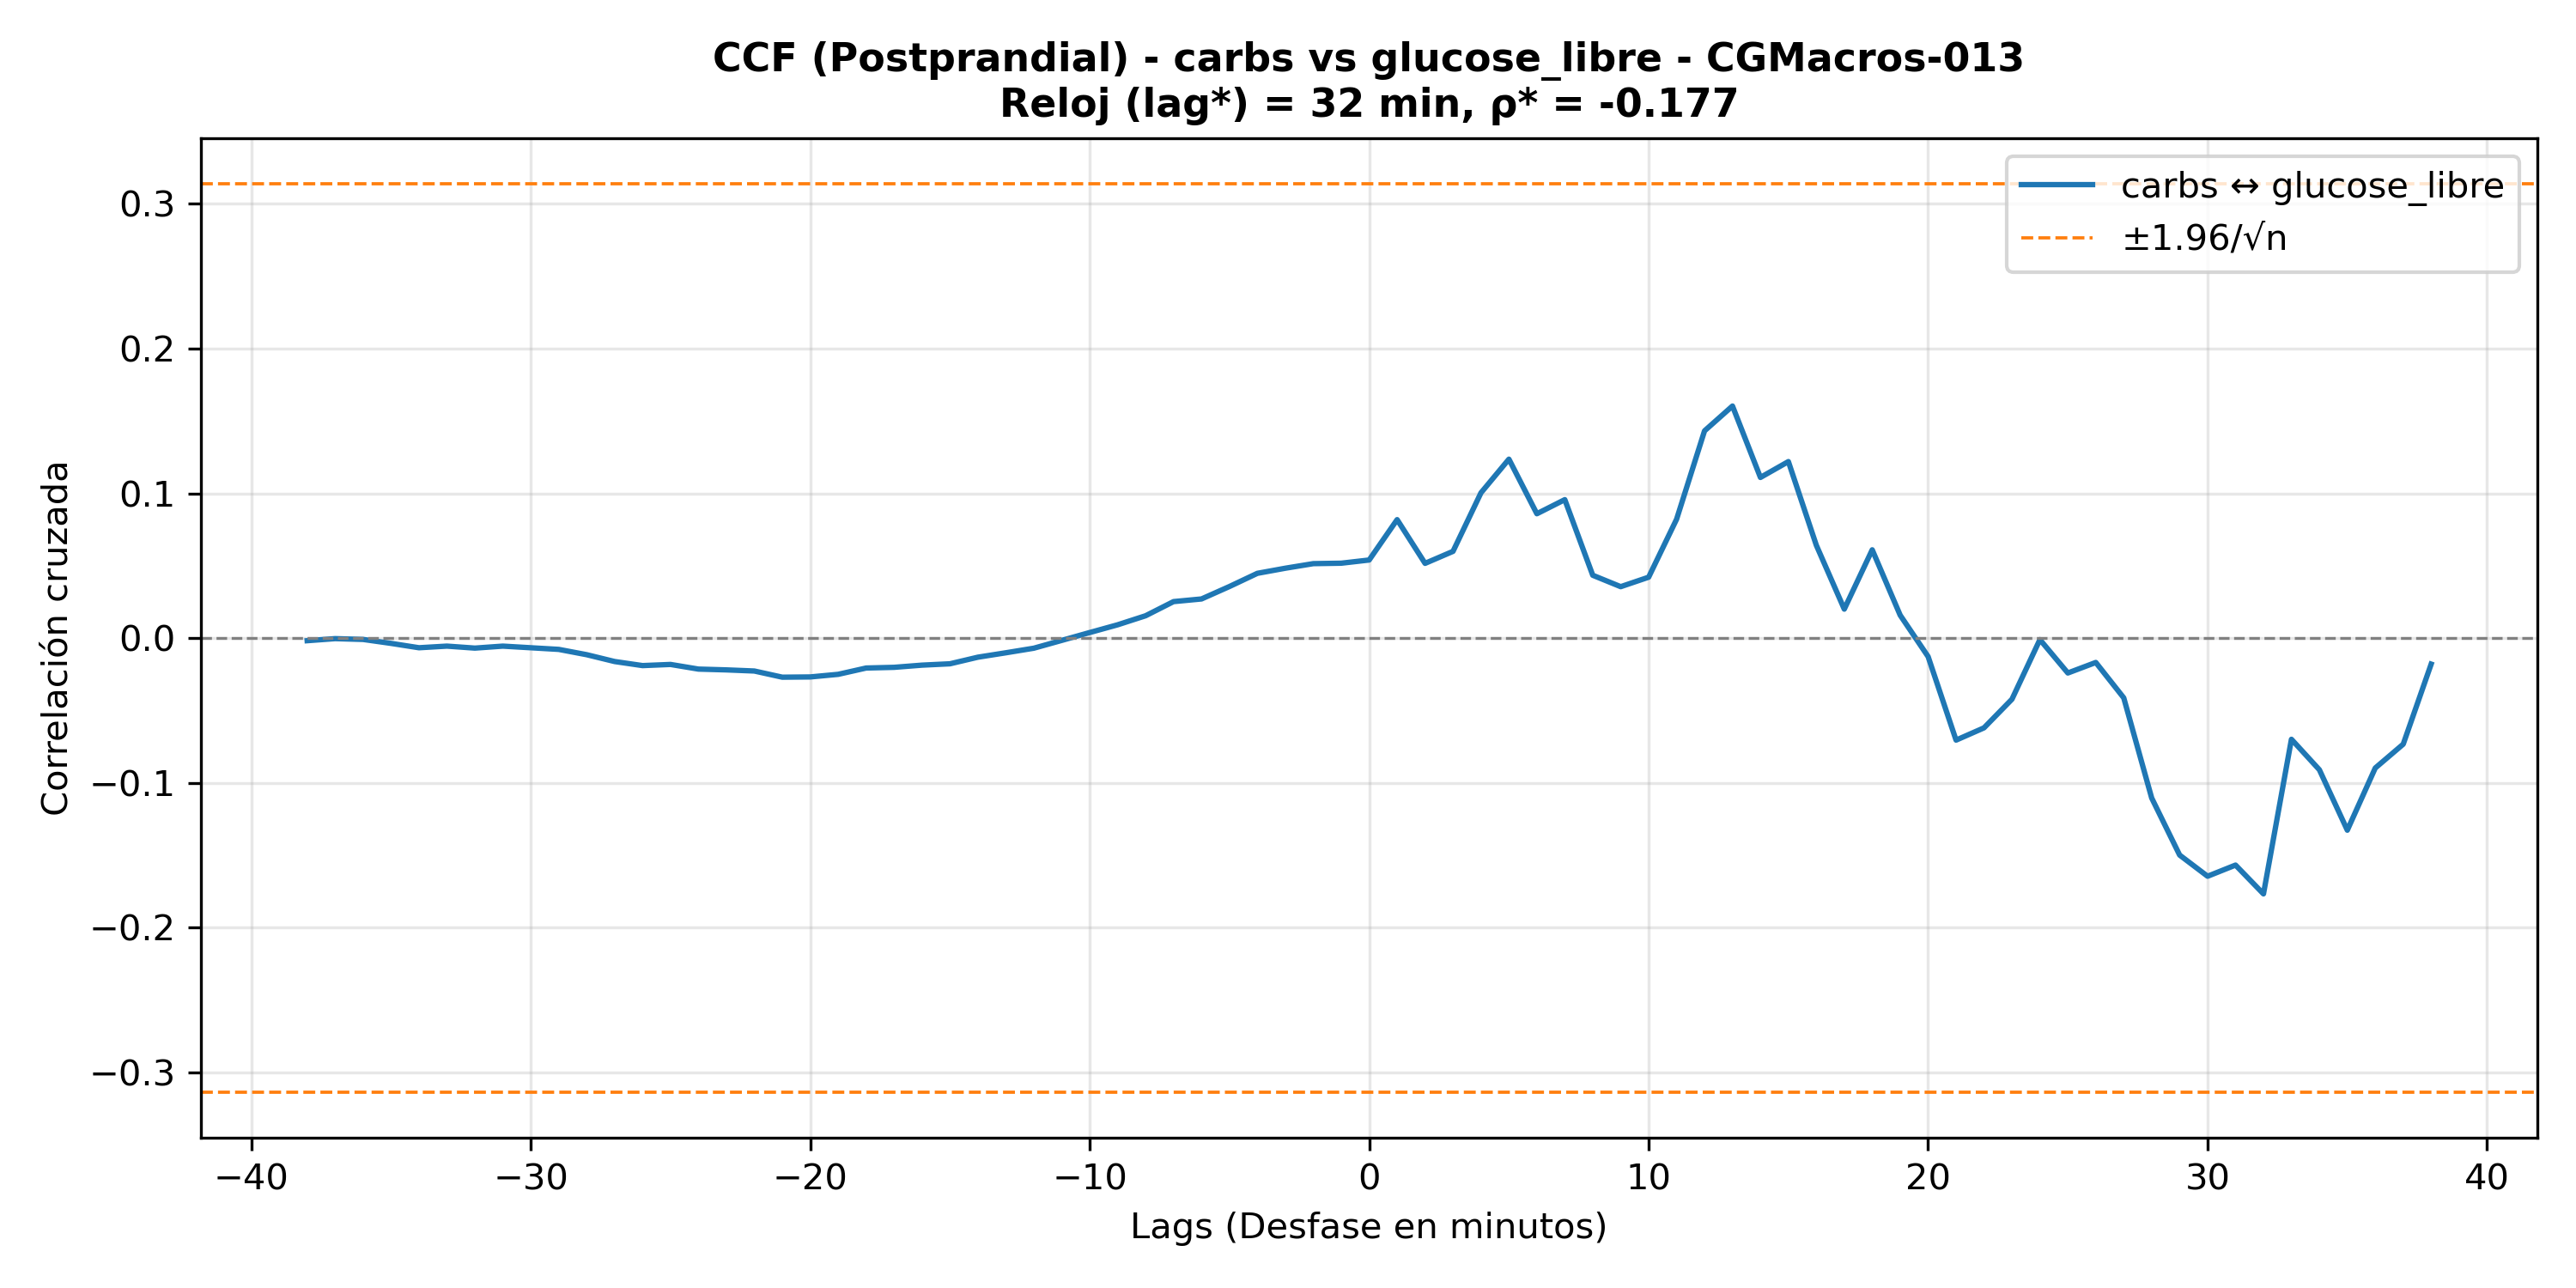 CCF (Postprandial) - carbs vs glucose_libre - CGMacros-013
Reloj (lag*) = 32 min, ρ* = -0.177
carbs ↔ glucose_libre
±1.96/√n
Correlación cruzada
0.3
0.2
0.1
0.0
−0.1
−0.2
−0.3
−40 −30 −20 −10 0 10 20 30 40
Lags (Desfase en minutos)